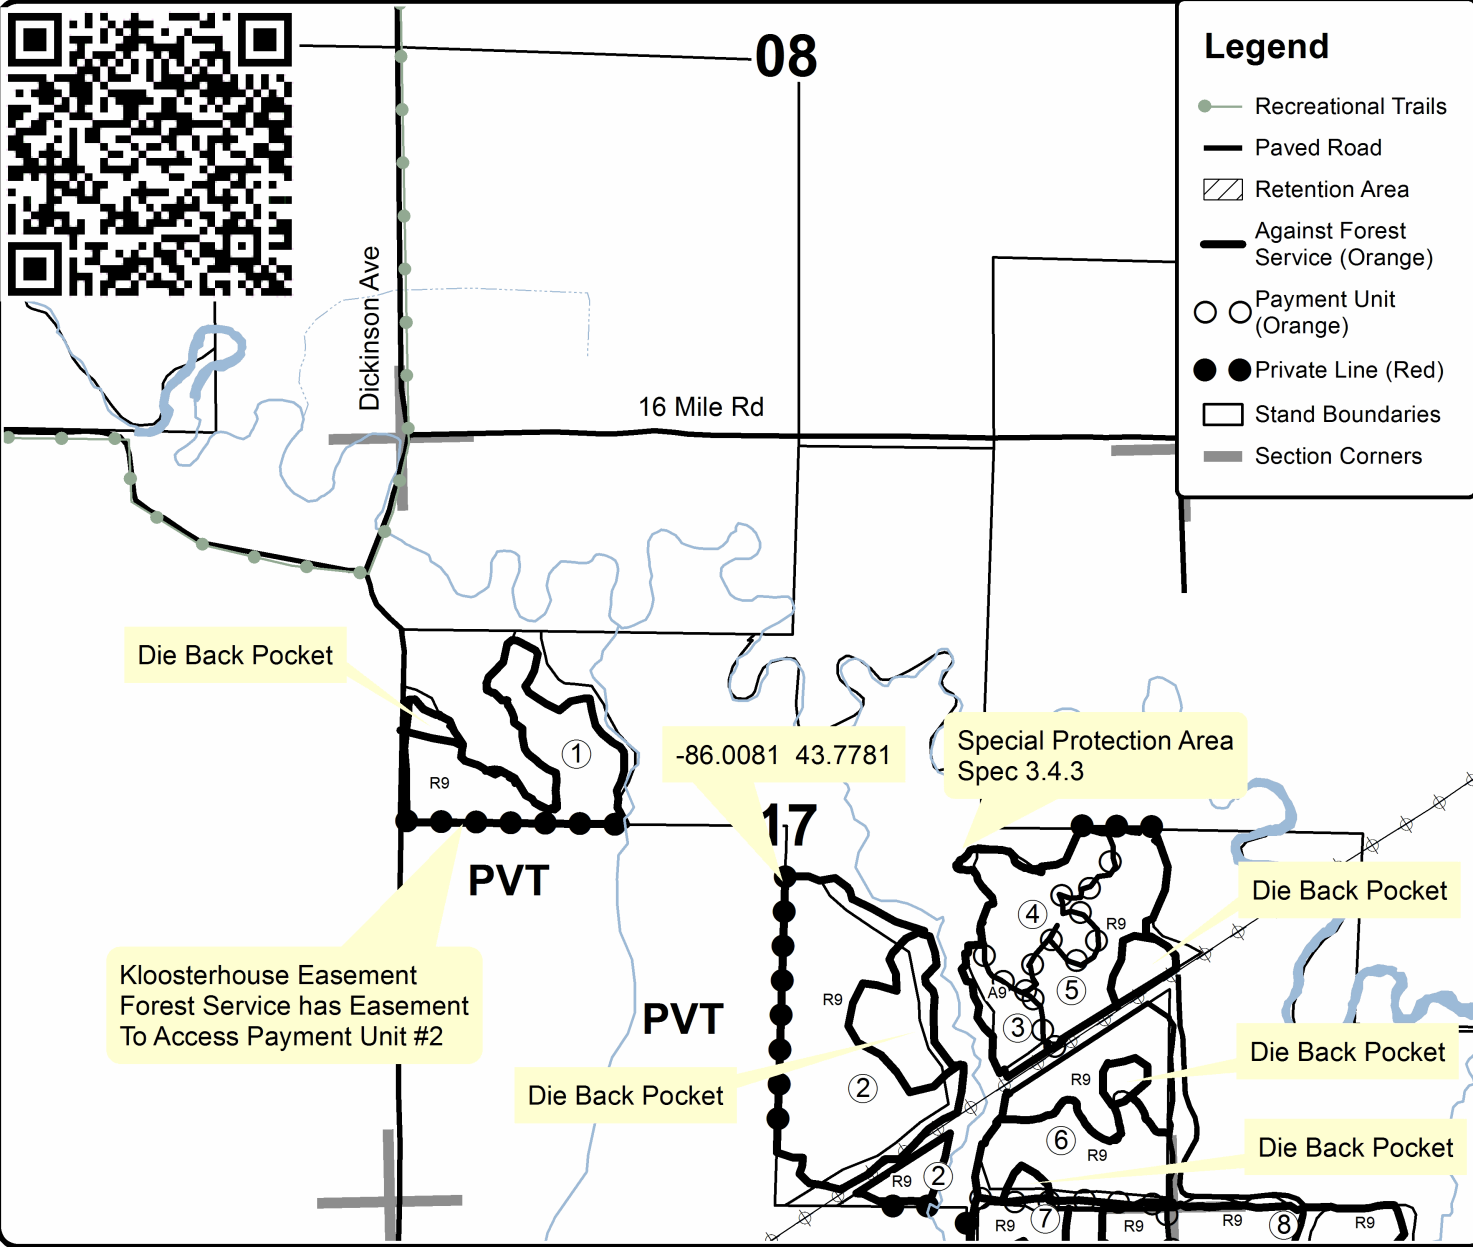 08
Legend
Recreational Trails
Paved Road
Retention Area
Against Forest
Service (Orange)
Payment Unit
(Orange)
Private Line (Red)
Stand Boundaries
Section Corners
Dickinson Ave
16 Mile Rd
Die Back Pocket
R9
1
-86.0081  43.7781
Special Protection Area
Spec 3.4.3
17
PVT
Die Back Pocket
4
R9
Kloosterhouse Easement
Forest Service has Easement
To Access Payment Unit #2
PVT
R9
A9
5
3
Die Back Pocket
2
R9
Die Back Pocket
6
R9
Die Back Pocket
R9
2
R9
7
R9
R9
8
R9